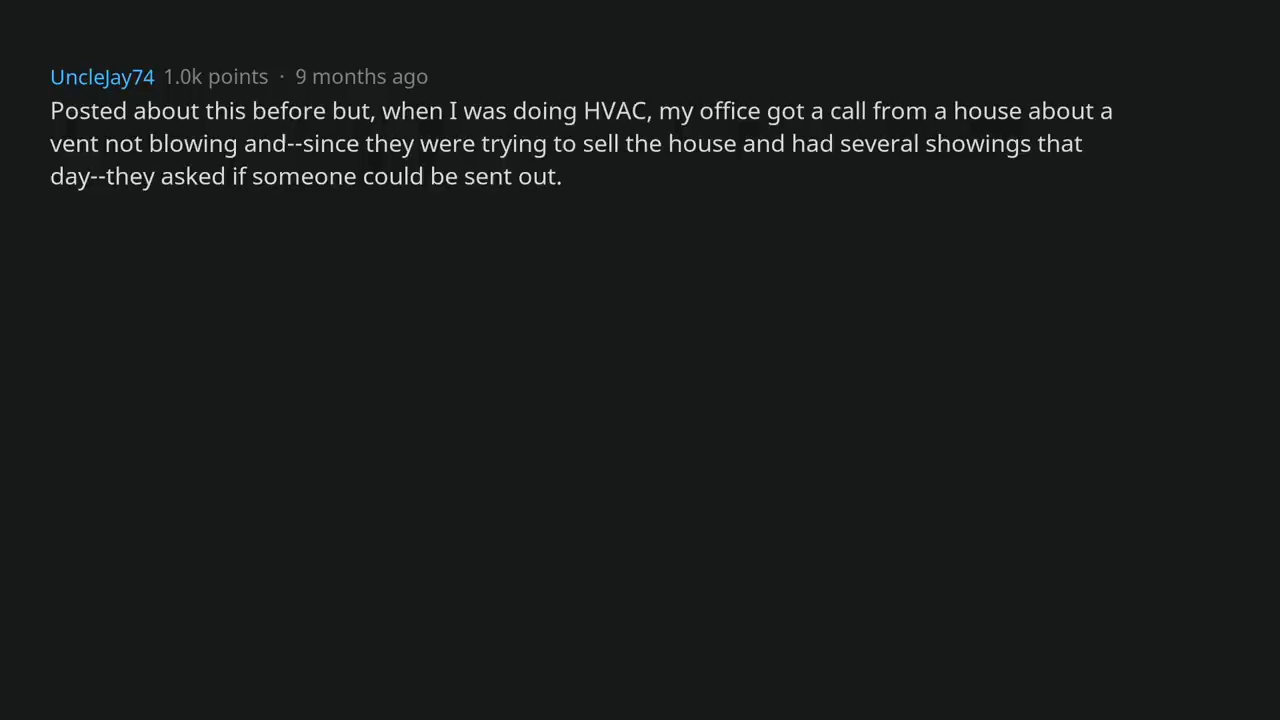 UncleJay74 1.0k points · 9 months ago
Posted about this before but, when I was doing HVAC, my office got a call from a house about a
vent not blowing and--since they were trying to sell the house and had several showings that
day--they asked if someone could be sent out.